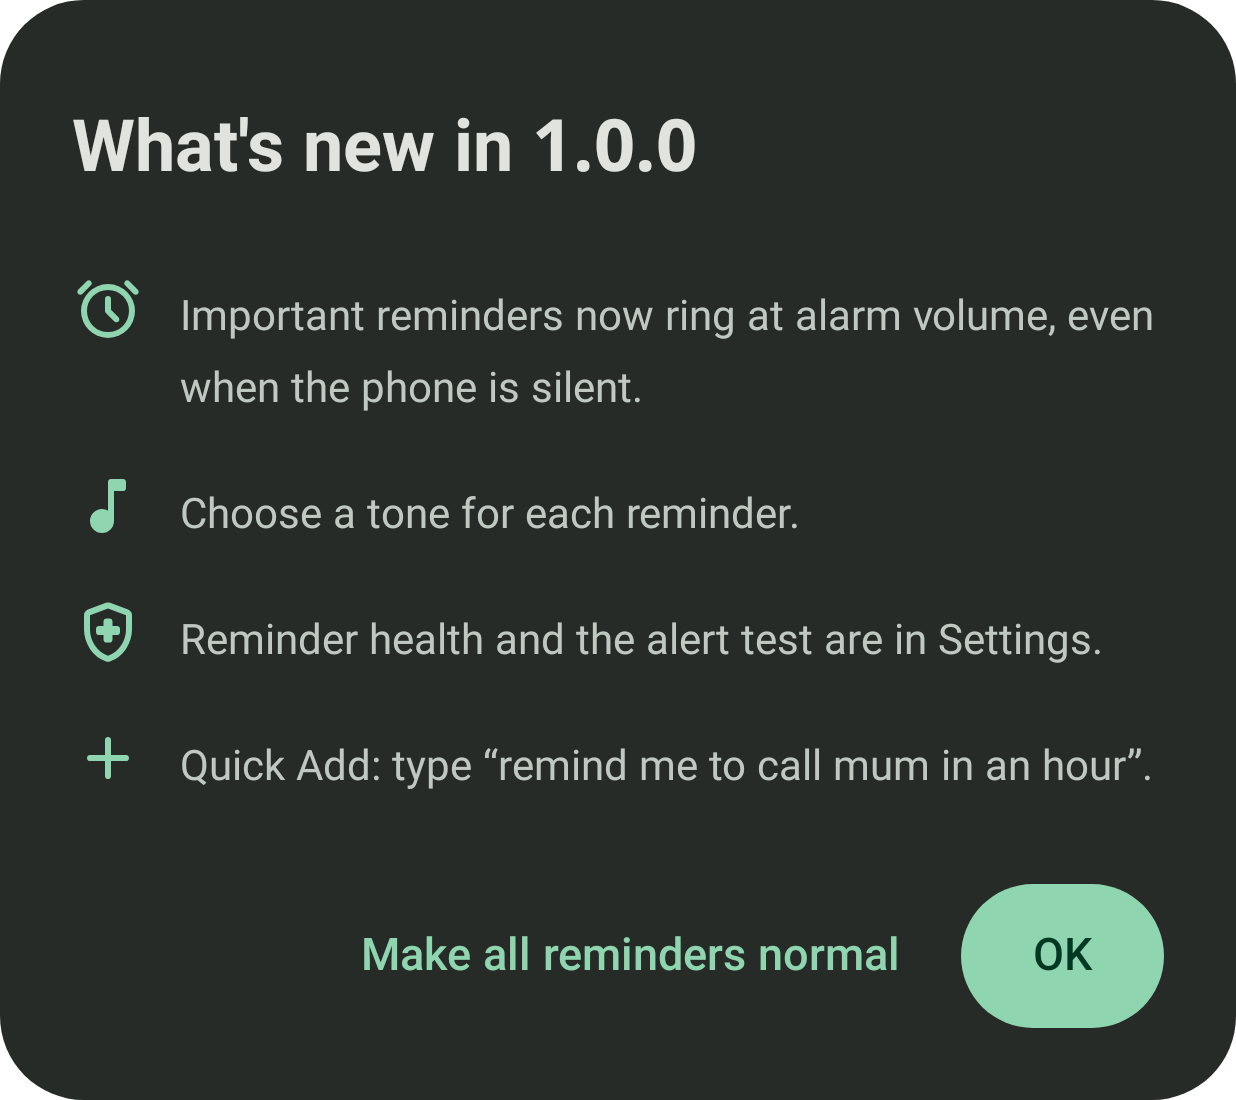 What's new in 1.0.0
Important reminders now ring at alarm volume, even
when the phone is silent.
Choose a tone for each reminder.
Reminder health and the alert test are in Settings.
Quick Add: type “remind me to call mum in an hour”.
Make all reminders normal
OK